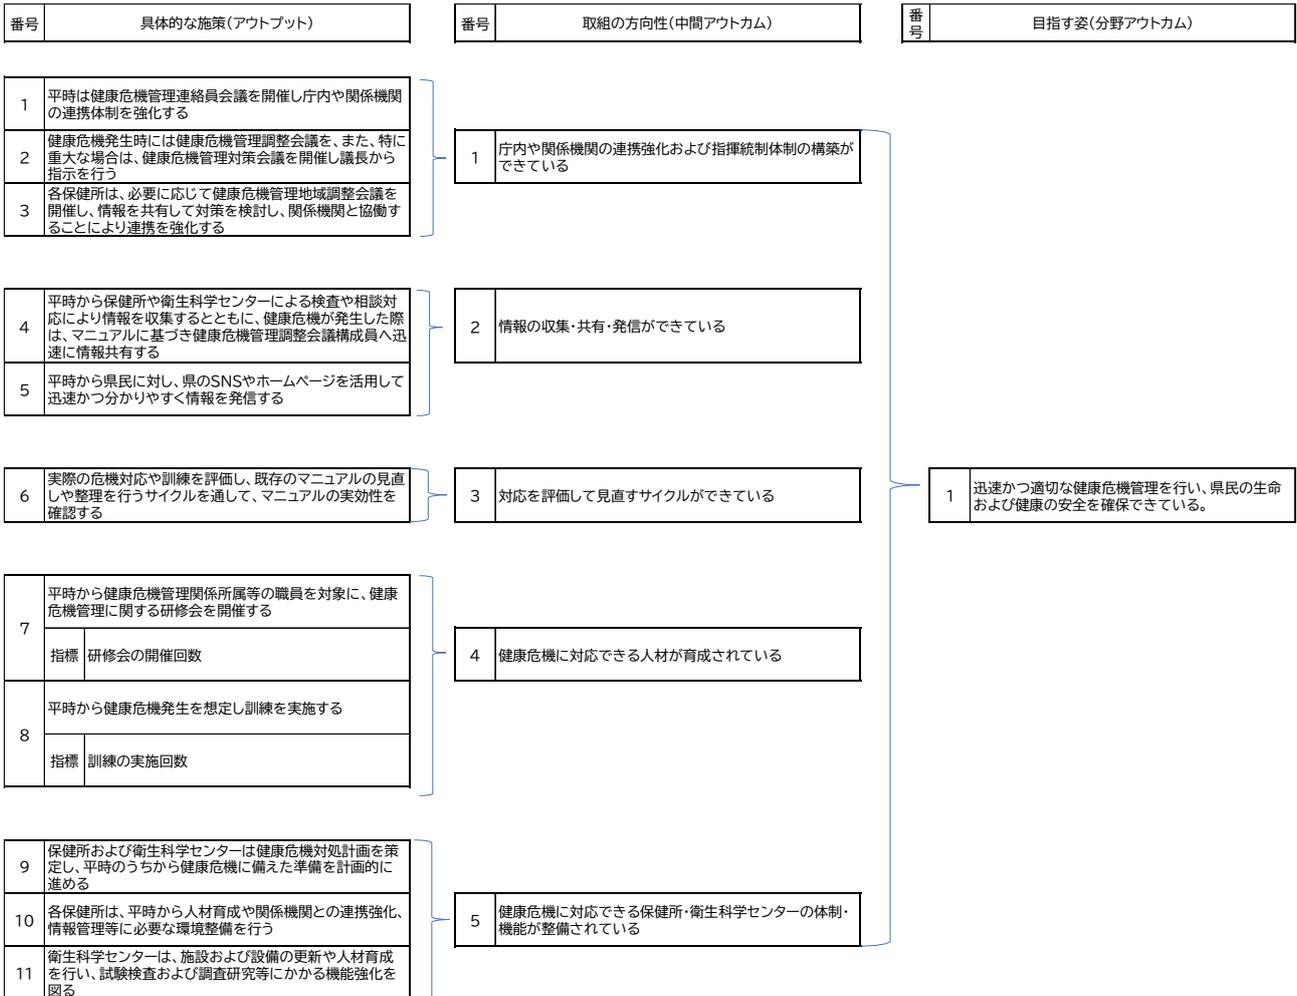 番号
具体的な施策（アウトプット）
番号
取組の方向性（中間アウトカム）
番
号
目指す姿（分野アウトカム）
1
平時は健康危機管理連絡員会議を開催し庁内や関係機関
の連携体制を強化する
2
健康危機発生時には健康危機管理調整会議を、また、特に
重大な場合は、健康危機管理対策会議を開催し議長から
指示を行う
3
各保健所は、必要に応じて健康危機管理地域調整会議を
開催し、情報を共有して対策を検討し、関係機関と協働す
ることにより連携を強化する
1
庁内や関係機関の連携強化および指揮統制体制の構築が
できている
4
平時から保健所や衛生科学センターによる検査や相談対
応により情報を収集するとともに、健康危機が発生した際
は、マニュアルに基づき健康危機管理調整会議構成員へ迅
速に情報共有する
5
平時から県民に対し、県のSNSやホームページを活用して
迅速かつ分かりやすく情報を発信する
2
情報の収集・共有・発信ができている
6
実際の危機対応や訓練を評価し、既存のマニュアルの見直
しや整理を行うサイクルを通して、マニュアルの実効性を
確認する
3
対応を評価して見直すサイクルができている
1
迅速かつ適切な健康危機管理を行い、県民の生命
および健康の安全を確保できている。
7
平時から健康危機管理関係所属等の職員を対象に、健康
危機管理に関する研修会を開催する
指標
研修会の開催回数
8
平時から健康危機発生を想定し訓練を実施する
指標
訓練の実施回数
4
健康危機に対応できる人材が育成されている
9
保健所および衛生科学センターは健康危機対処計画を策
定し、平時のうちから健康危機に備えた準備を計画的に
進める
10
各保健所は、平時から人材育成や関係機関との連携強化、
情報管理等に必要な環境整備を行う
11
衛生科学センターは、施設および設備の更新や人材育成
を行い、試験検査および調査研究等にかかる機能強化を
図る
5
健康危機に対応できる保健所・衛生科学センターの体制・
機能が整備されている